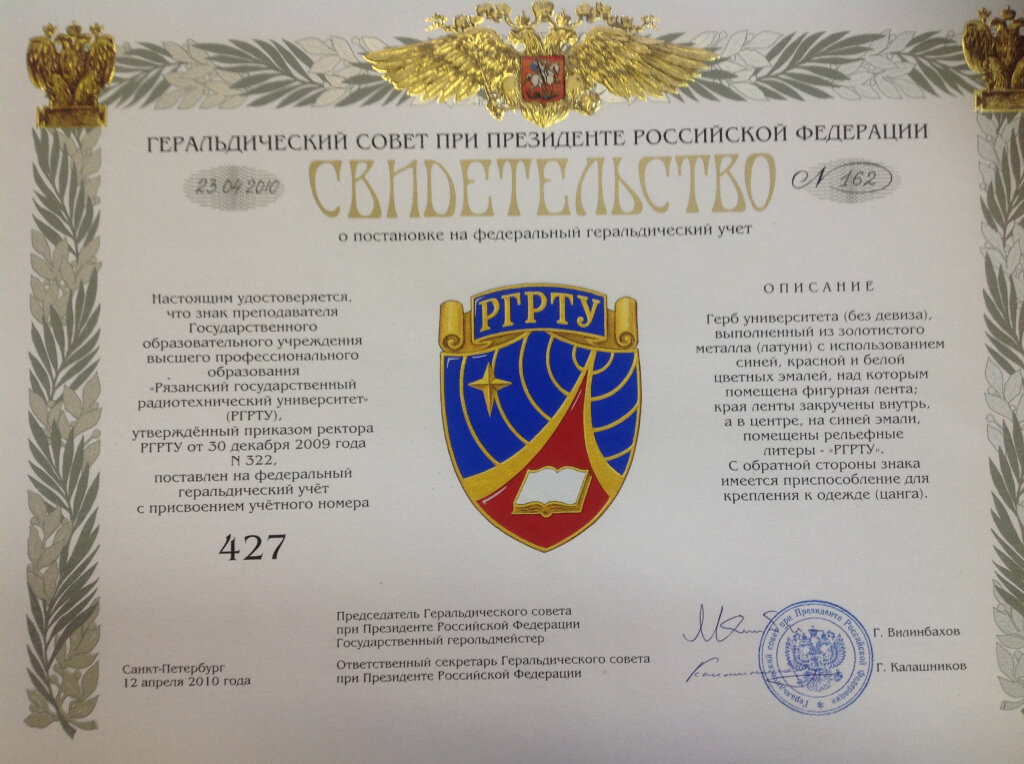 ГЕРАЛЬДИЧЕСКИЙ СОВЕТ ПРИ ПРЕЗИДЕНТЕ РОССИЙСКОЙ ФЕДЕРАЦИИ
23.04.2010
СВИДЕТЕЛЬСТВО
N 162
о постановке на федеральный геральдический учет
Настоящим удостоверяется,
что знак преподавателя
Государственного
образовательного учреждения
высшего профессионального
образования
«Рязанский государственный
радиотехнический университет»
(РГРТУ),
утверждённый приказом ректора
РГРТУ от 30 декабря 2009 года
N 322,
поставлен на федеральный
геральдический учёт
с присвоением учётного номера
427
РГРТУ
ОПИСАНИЕ
Герб университета (без девиза),
выполненный из золотистого
металла (латуни) с использованием
синей, красной и белой
цветных эмалей, над которым
помещена фигурная лента;
края ленты закручены внутрь,
а в центре, на синей эмали,
помещены рельефные
литеры - «РГРТУ».
С обратной стороны знака
имеется приспособление для
крепления к одежде (цанга).
Председатель Геральдического совета
при Президенте Российской Федерации
Государственный герольдмейстер
Г. Вилинбахов
Ответственный секретарь Геральдического совета
при Президенте Российской Федерации
Г. Калашников
Санкт-Петербург
12 апреля 2010 года
Геральдический совет при Президенте Российской Федерации